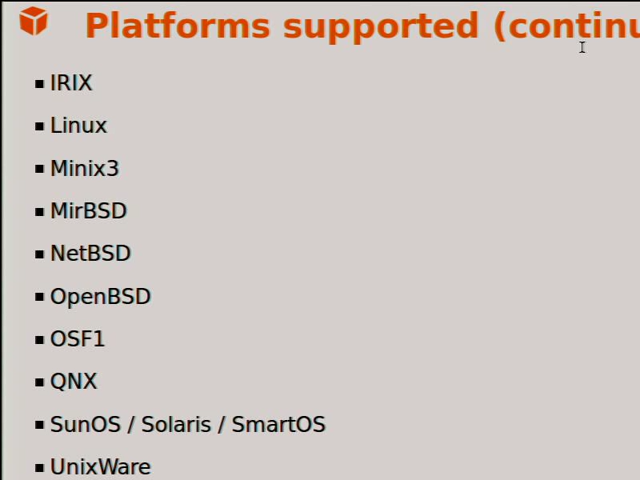 Platforms supported (continu
IRIX
Linux
Minix3
MirBSD
NetBSD
OpenBSD
OSF1
QNX
SunOS / Solaris / SmartOS
UnixWare